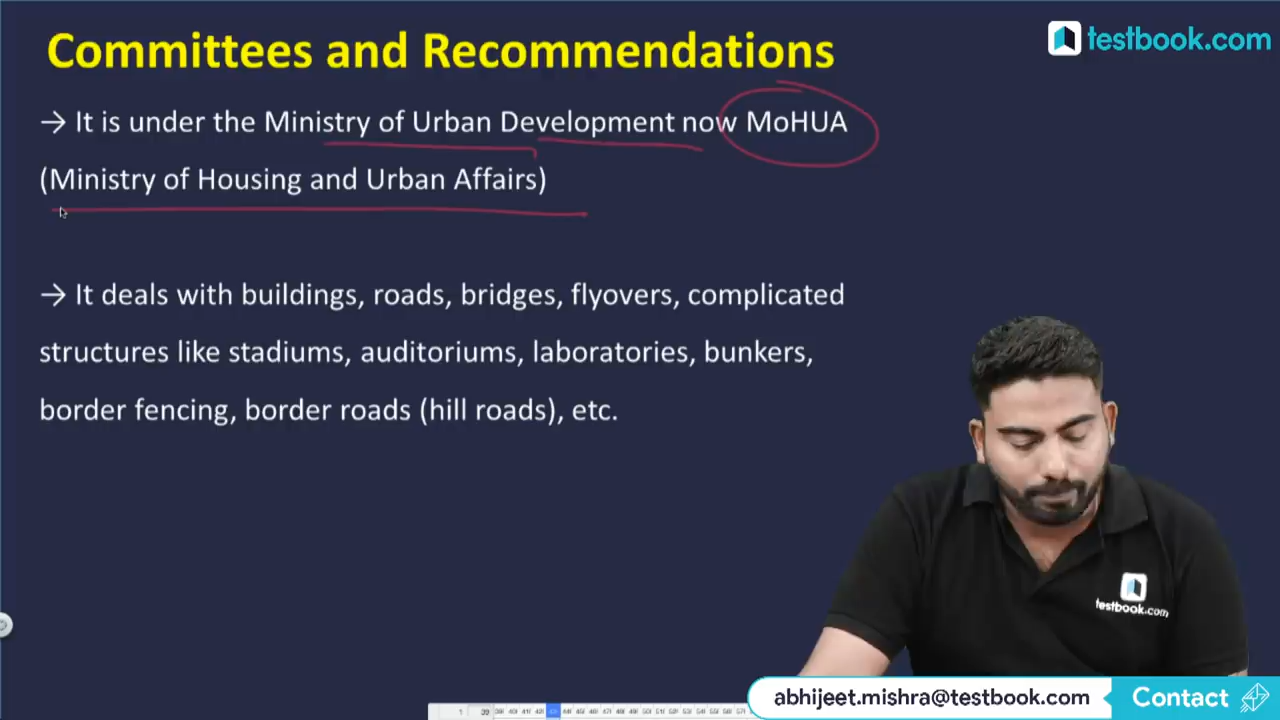 Committees and Recommendations
testbook.com
→ It is under the Ministry of Urban Development now MoHUA
(Ministry of Housing and Urban Affairs)
→ It deals with buildings, roads, bridges, flyovers, complicated
structures like stadiums, auditoriums, laboratories, bunkers,
border fencing, border roads (hill roads), etc.
testbook.com
abhijeet.mishra@testbook.com
Contact
1 39